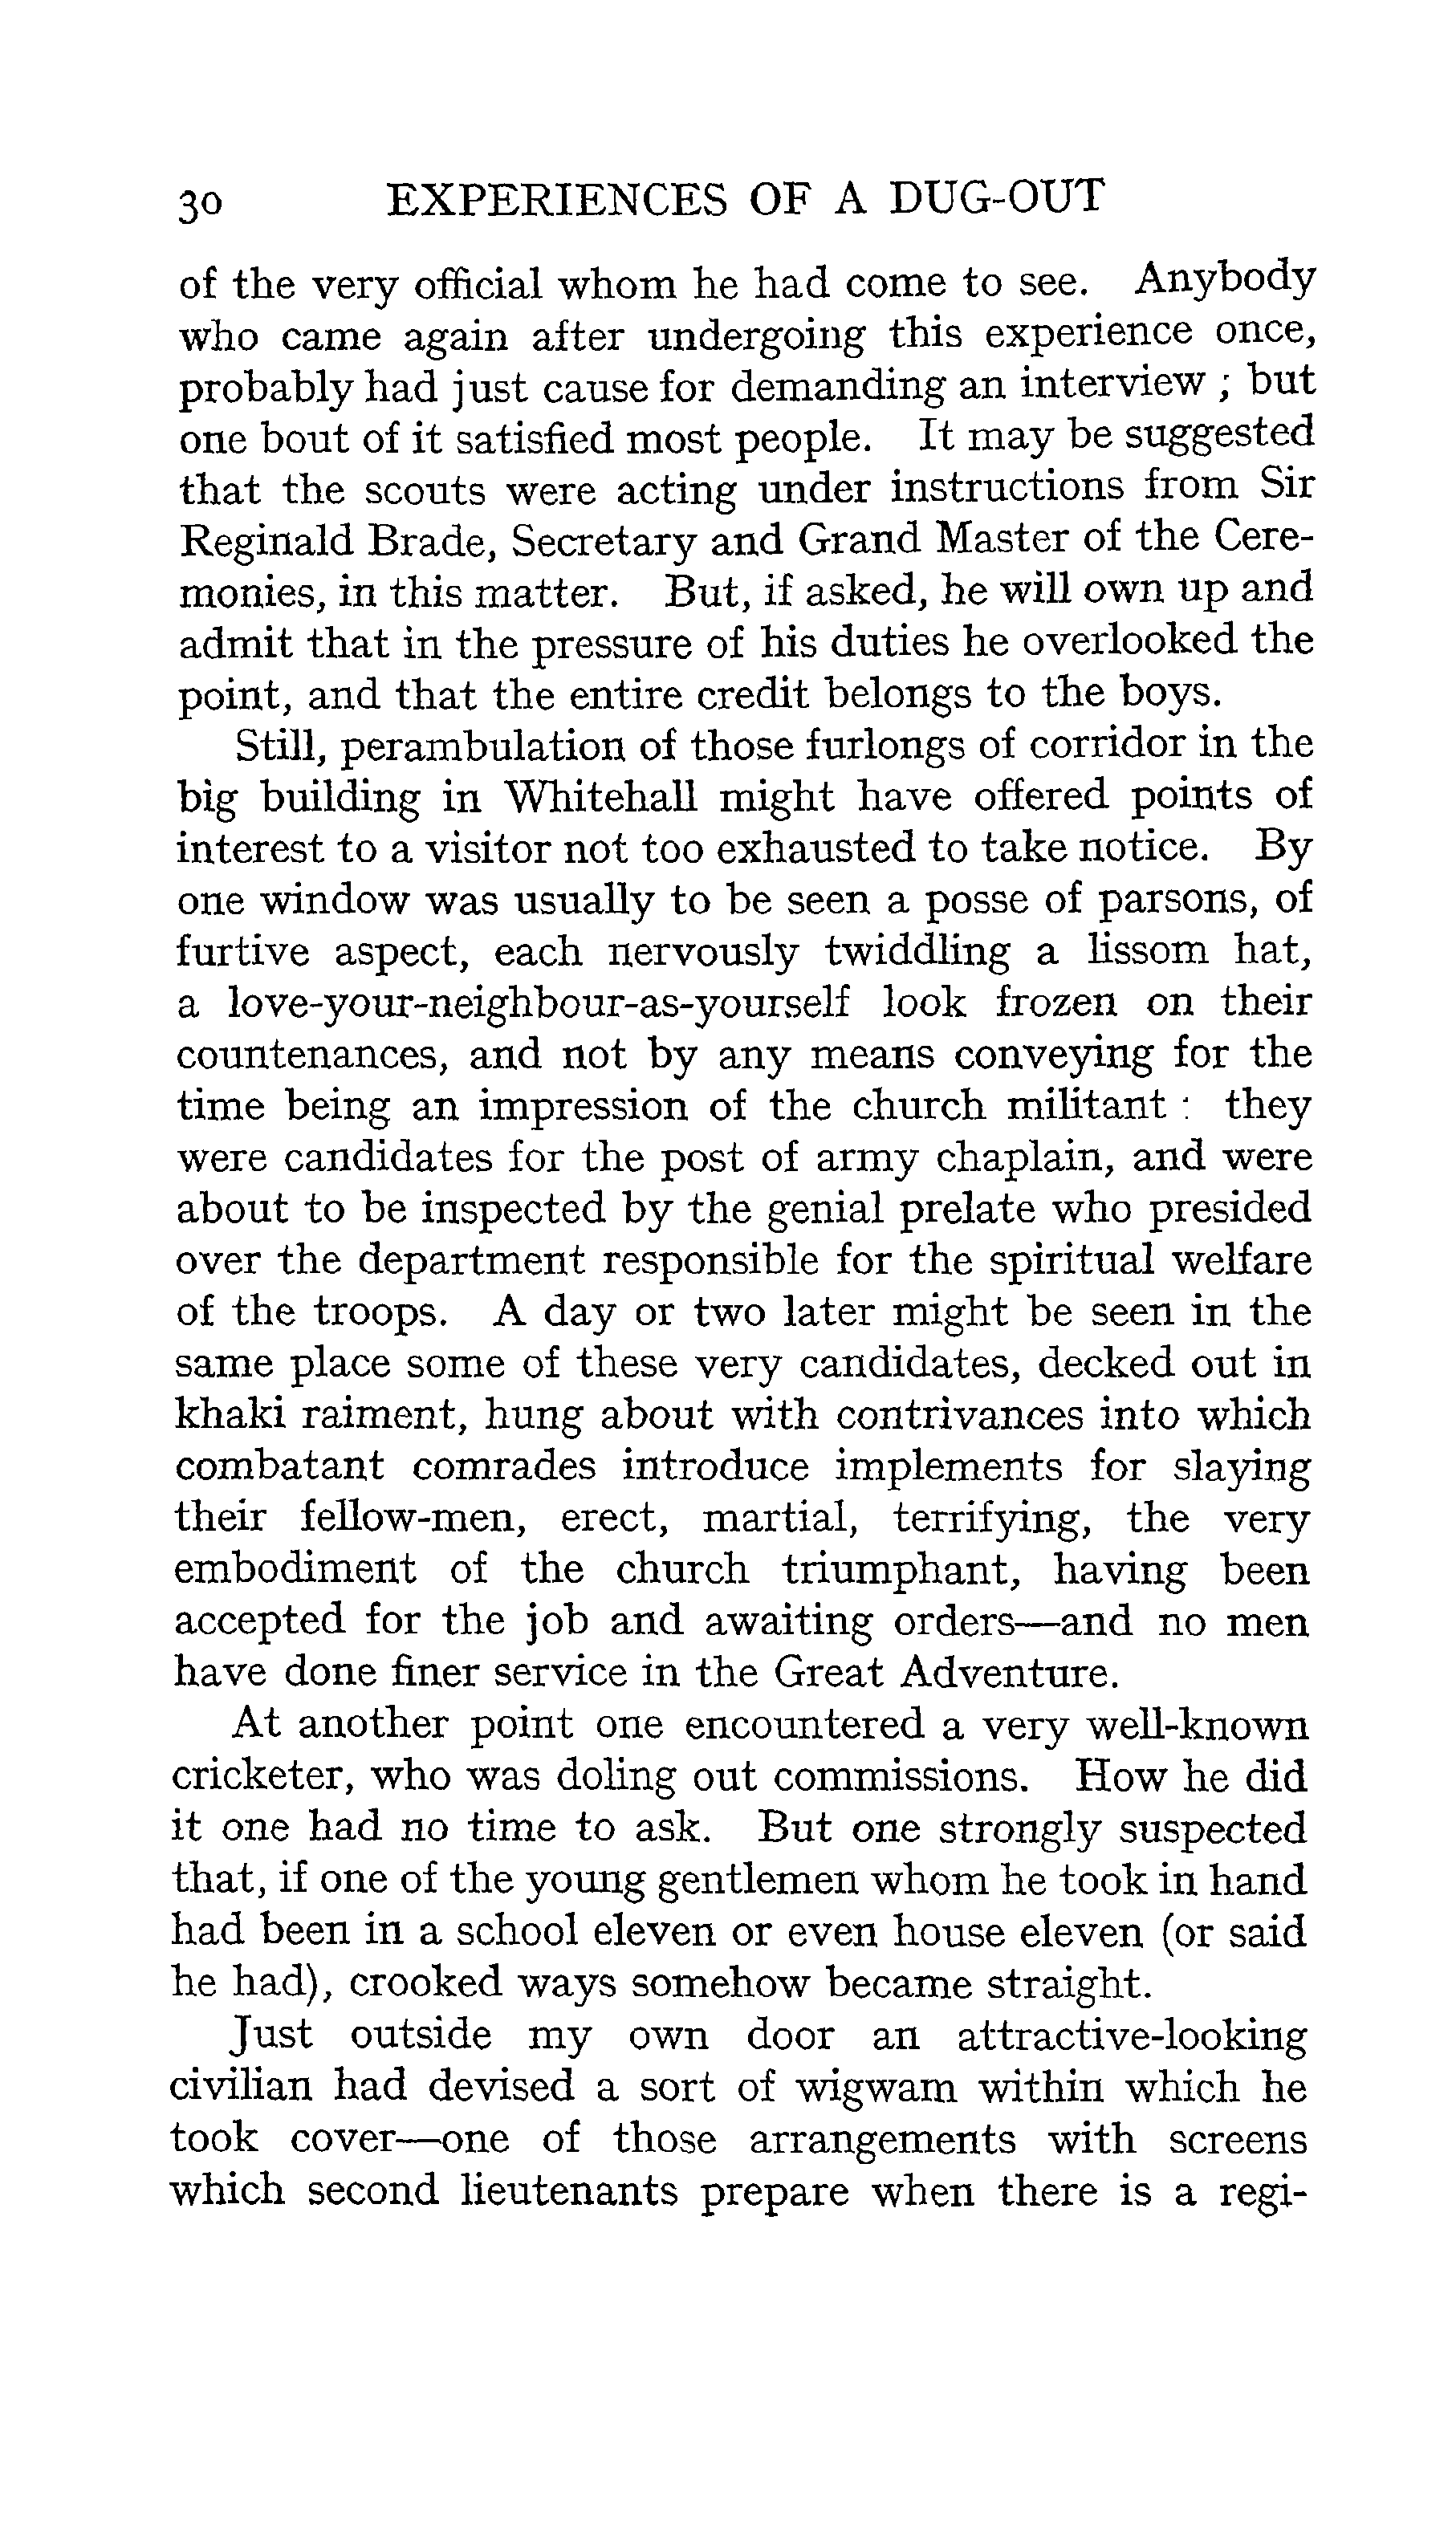 30 EXPERIENCES OF A DUG-OUT
of the very official whom he had come to see. Anybody
who came again after undergoing this experience once,
probably had just cause for demanding an interview ; but
one bout of it satisfied most people. It may be suggested
that the scouts were acting under instructions from Sir
Reginald Brade, Secretary and Grand Master of the Cere-
monies, in this matter. But, if asked, he will own up and
admit that in the pressure of his duties he overlooked the
point, and that the entire credit belongs to the boys.
Still, perambulation of those furlongs of corridor in the
big building in Whitehall might have offered points of
interest to a visitor not too exhausted to take notice. By
one window was usually to be seen a posse of parsons, of
furtive aspect, each nervously twiddling a lissom hat,
a love-your-neighbour-as-yourself look frozen on their
countenances, and not by any means conveying for the
time being an impression of the church militant : they
were candidates for the post of army chaplain, and were
about to be inspected by the genial prelate who presided
over the department responsible for the spiritual welfare
of the troops. A day or two later might be seen in the
same place some of these very candidates, decked out in
khaki raiment, hung about with contrivances into which
combatant comrades introduce implements for slaying
their fellow-men, erect, martial, terrifying, the very
embodiment of the church triumphant, having been
accepted for the job and awaiting orders—and no men
have done finer service in the Great Adventure.
At another point one encountered a very well-known
cricketer, who was doling out commissions. How he did
it one had no time to ask. But one strongly suspected
that, if one of the young gentlemen whom he took in hand
had been in a school eleven or even house eleven (or said
he had), crooked ways somehow became straight.
Just outside my own door an attractive-looking
civilian had devised a sort of wigwam within which he
took cover—one of those arrangements with screens
which second lieutenants prepare when there is a regi-